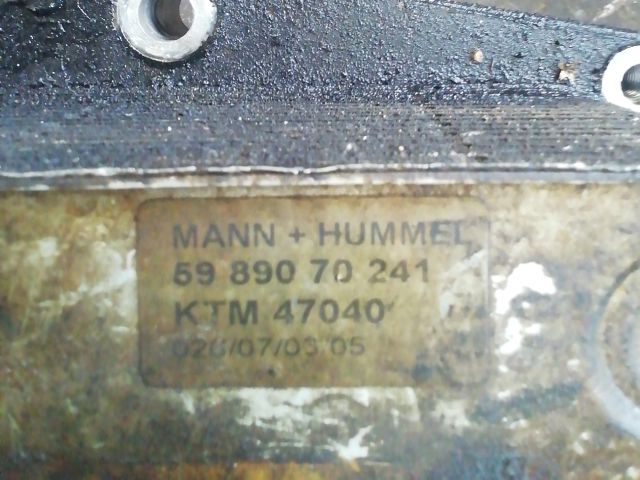 MANN + HUMMEL
59 890 70 241
KTM 47040
026/07/03/05